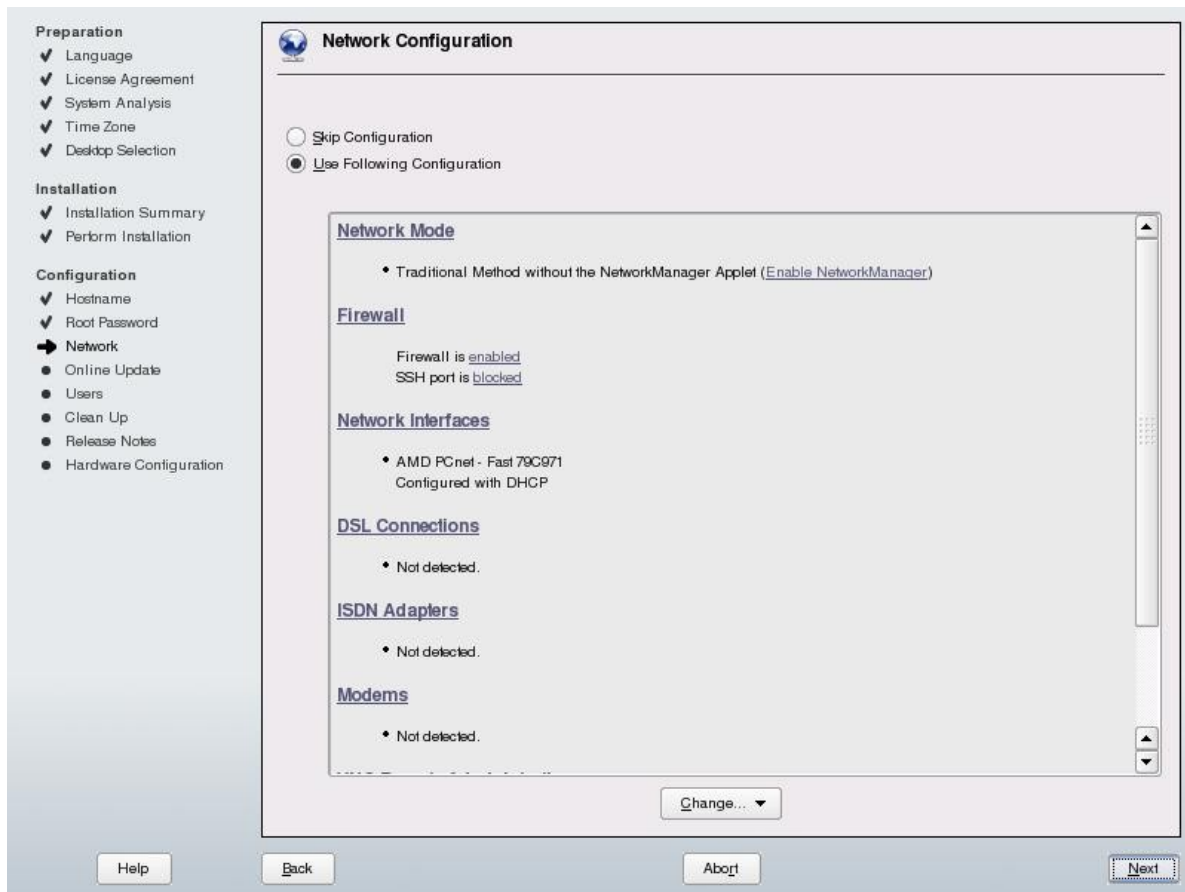 Preparation
Language
License Agreement
System Analysis
Time Zone
Desktop Selection
Installation
Installation Summary
Perform Installation
Configuration
Hostname
Root Password
Network
Online Update
Users
Clean Up
Release Notes
Hardware Configuration
Network Configuration
Skip Configuration
Use Following Configuration
Network Mode
• Traditional Method without the NetworkManager Applet (Enable NetworkManager)
Firewall
Firewall is enabled
SSH port is blocked
Network Interfaces
• AMD PCnet - Fast 79C971
Configured with DHCP
DSL Connections
• Not detected.
ISDN Adapters
• Not detected.
Modems
• Not detected.
Change...
Help
Back
Abort
Next